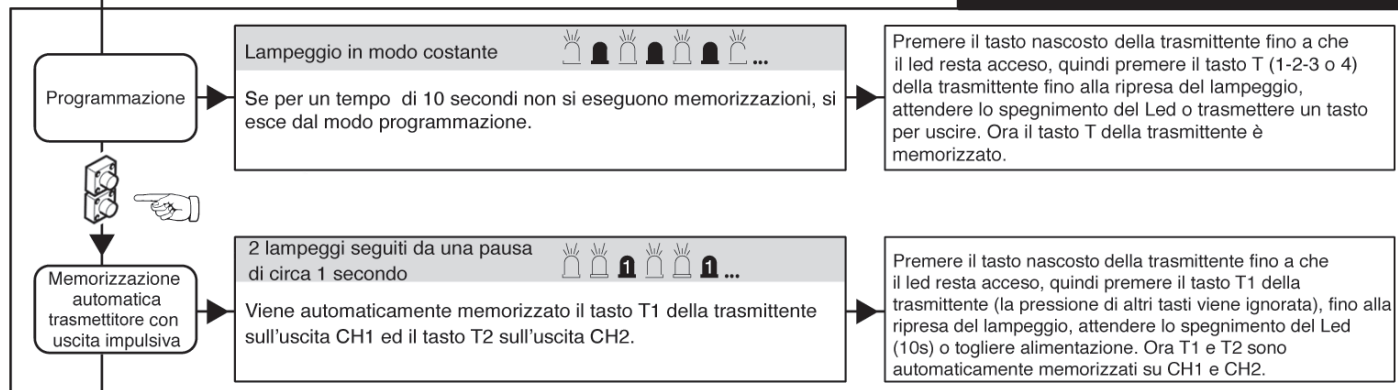 Programmazione
Lampeggio in modo costante
...
Se per un tempo di 10 secondi non si eseguono memorizzazioni, si
esce dal modo programmazione.
Premere il tasto nascosto della trasmittente fino a che
il led resta acceso, quindi premere il tasto T (1-2-3 o 4)
della trasmittente fino alla ripresa del lampeggio,
attendere lo spegnimento del Led o trasmettere un tasto
per uscire. Ora il tasto T della trasmittente è
memorizzato.
Memorizzazione
automatica
trasmettitore con
uscita impulsiva
2 lampeggi seguiti da una pausa
di circa 1 secondo
1 1 ...
Viene automaticamente memorizzato il tasto T1 della trasmittente
sull'uscita CH1 ed il tasto T2 sull'uscita CH2.
Premere il tasto nascosto della trasmittente fino a che
il led resta acceso, quindi premere il tasto T1 della
trasmittente (la pressione di altri tasti viene ignorata), fino alla
ripresa del lampeggio, attendere lo spegnimento del Led
(10s) o togliere alimentazione. Ora T1 e T2 sono
automaticamente memorizzati su CH1 e CH2.